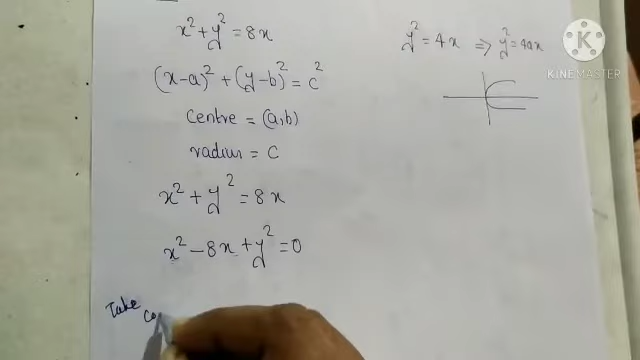 x² + y² = 8x
(x-a)² + (y-b)² = c²
centre = (a,b)
radius = c
x² + y² = 8x
x² - 8x + y² = 0
Take
y² = 4x => y² = 4ax
KINEMASTER